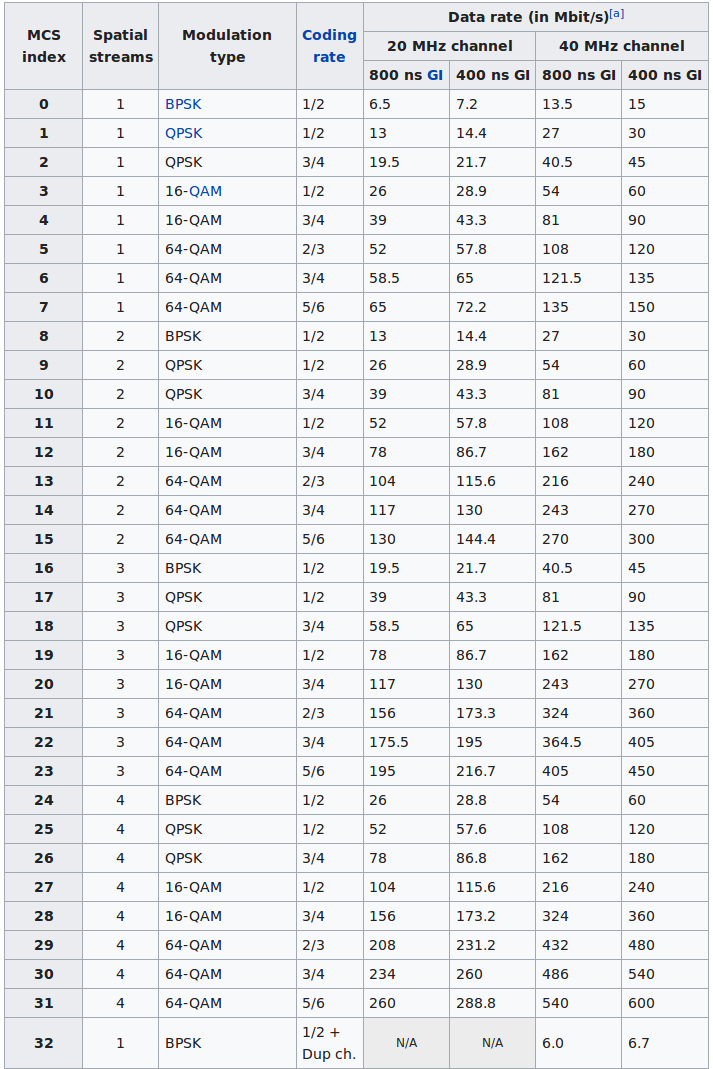 MCS index Spatial streams Modulation type Coding rate Data rate (in Mbit/s)[a]
20 MHz channel 40 MHz channel
800 ns GI 400 ns GI 800 ns GI 400 ns GI
0 1 BPSK 1/2 6.5 7.2 13.5 15
1 1 QPSK 1/2 13 14.4 27 30
2 1 QPSK 3/4 19.5 21.7 40.5 45
3 1 16-QAM 1/2 26 28.9 54 60
4 1 16-QAM 3/4 39 43.3 81 90
5 1 64-QAM 2/3 52 57.8 108 120
6 1 64-QAM 3/4 58.5 65 121.5 135
7 1 64-QAM 5/6 65 72.2 135 150
8 2 BPSK 1/2 13 14.4 27 30
9 2 QPSK 1/2 26 28.9 54 60
10 2 QPSK 3/4 39 43.3 81 90
11 2 16-QAM 1/2 52 57.8 108 120
12 2 16-QAM 3/4 78 86.7 162 180
13 2 64-QAM 2/3 104 115.6 216 240
14 2 64-QAM 3/4 117 130 243 270
15 2 64-QAM 5/6 130 144.4 270 300
16 3 BPSK 1/2 19.5 21.7 40.5 45
17 3 QPSK 1/2 39 43.3 81 90
18 3 QPSK 3/4 58.5 65 121.5 135
19 3 16-QAM 1/2 78 86.7 162 180
20 3 16-QAM 3/4 117 130 243 270
21 3 64-QAM 2/3 156 173.3 324 360
22 3 64-QAM 3/4 175.5 195 364.5 405
23 3 64-QAM 5/6 195 216.7 405 450
24 4 BPSK 1/2 26 28.8 54 60
25 4 QPSK 1/2 52 57.6 108 120
26 4 QPSK 3/4 78 86.8 162 180
27 4 16-QAM 1/2 104 115.6 216 240
28 4 16-QAM 3/4 156 173.2 324 360
29 4 64-QAM 2/3 208 231.2 432 480
30 4 64-QAM 3/4 234 260 486 540
31 4 64-QAM 5/6 260 288.8 540 600
32 1 BPSK 1/2 + Dup ch. N/A N/A 6.0 6.7